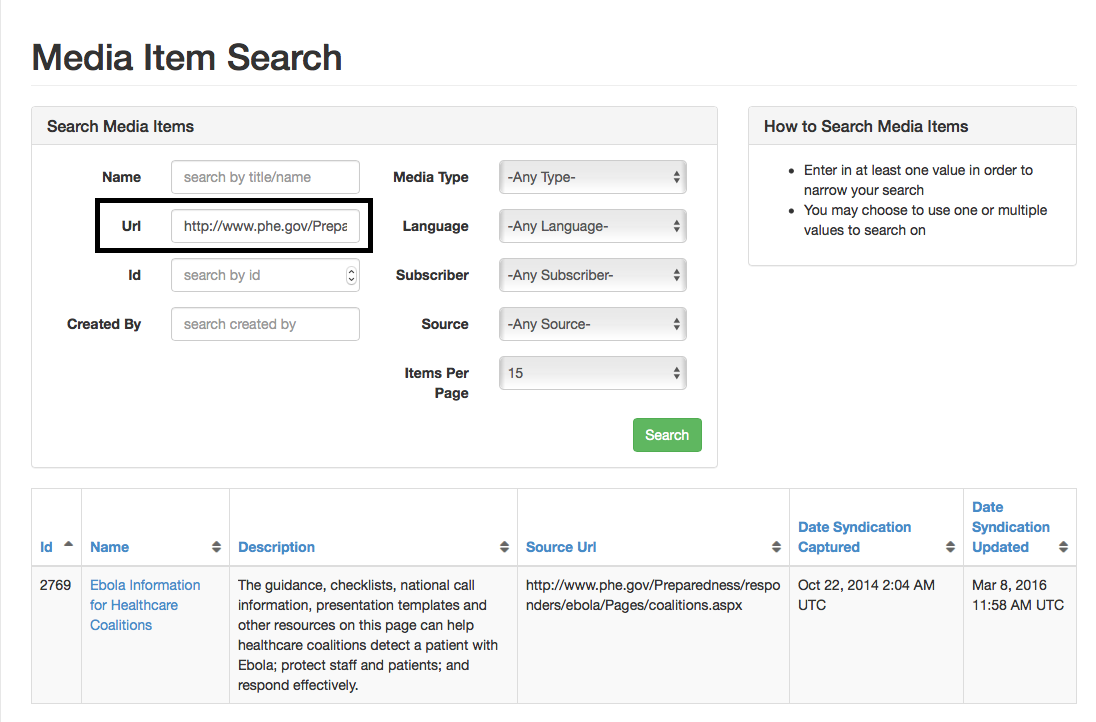 Media Item Search
Search Media Items
Name
search by title/name
Media Type
-Any Type-
Url
http://www.phe.gov/Prepa
Language
-Any Language-
Id
search by id
Subscriber
-Any Subscriber-
Created By
search created by
Source
-Any Source-
Items Per
Page
15
Search
How to Search Media Items
Enter in at least one value in order to
narrow your search
You may choose to use one or multiple
values to search on
Id
Name
Description
Source Url
Date Syndication
Captured
Date
Syndication
Updated
2769
Ebola Information
for Healthcare
Coalitions
The guidance, checklists, national call
information, presentation templates and
other resources on this page can help
healthcare coalitions detect a patient with
Ebola; protect staff and patients; and
respond effectively.
http://www.phe.gov/Preparedness/respo
nders/ebola/Pages/coalitions.aspx
Oct 22, 2014 2:04 AM
UTC
Mar 8, 2016
11:58 AM UTC